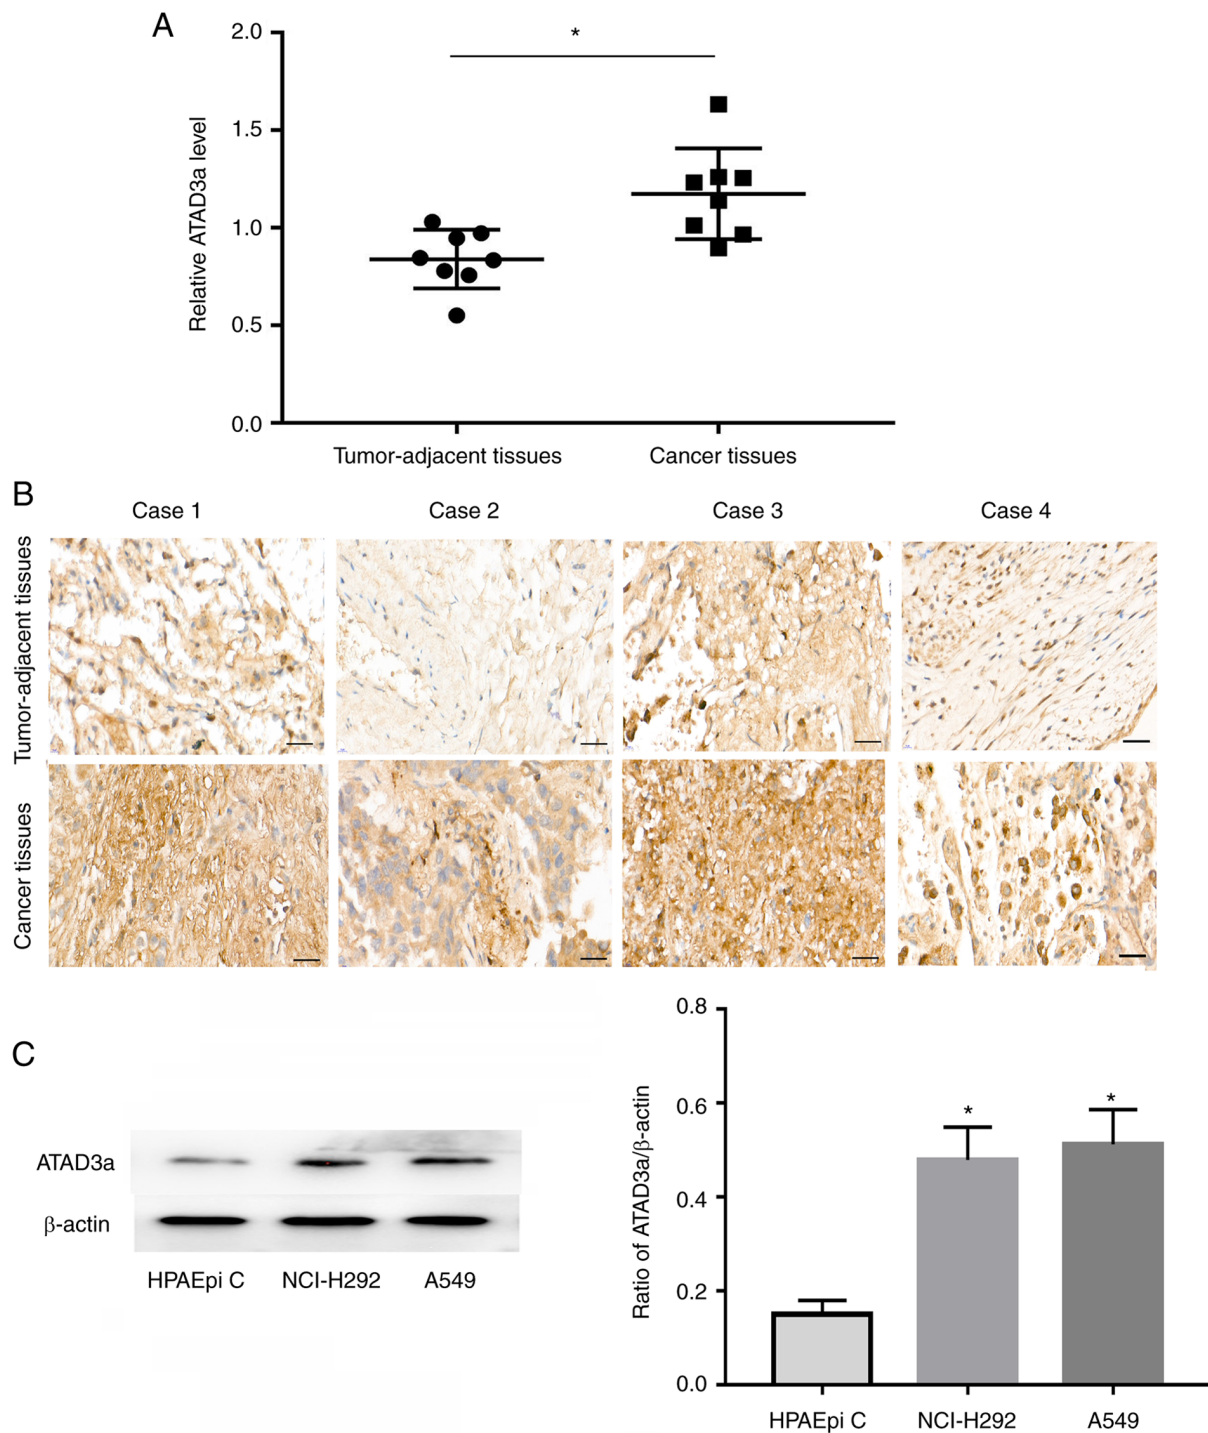 A
2.0
*
1.5
1.0
0.5
0.0
Relative ATAD3a level
Tumor-adjacent tissues
Cancer tissues
B
Case 1
Case 2
Case 3
Case 4
Tumor-adjacent tissues
Cancer tissues
C
ATAD3a
β-actin
HPAEpi C
NCI-H292
A549
0.8
0.6
0.4
0.2
0.0
Ratio of ATAD3a/β-actin
*
*
HPAEpi C
NCI-H292
A549